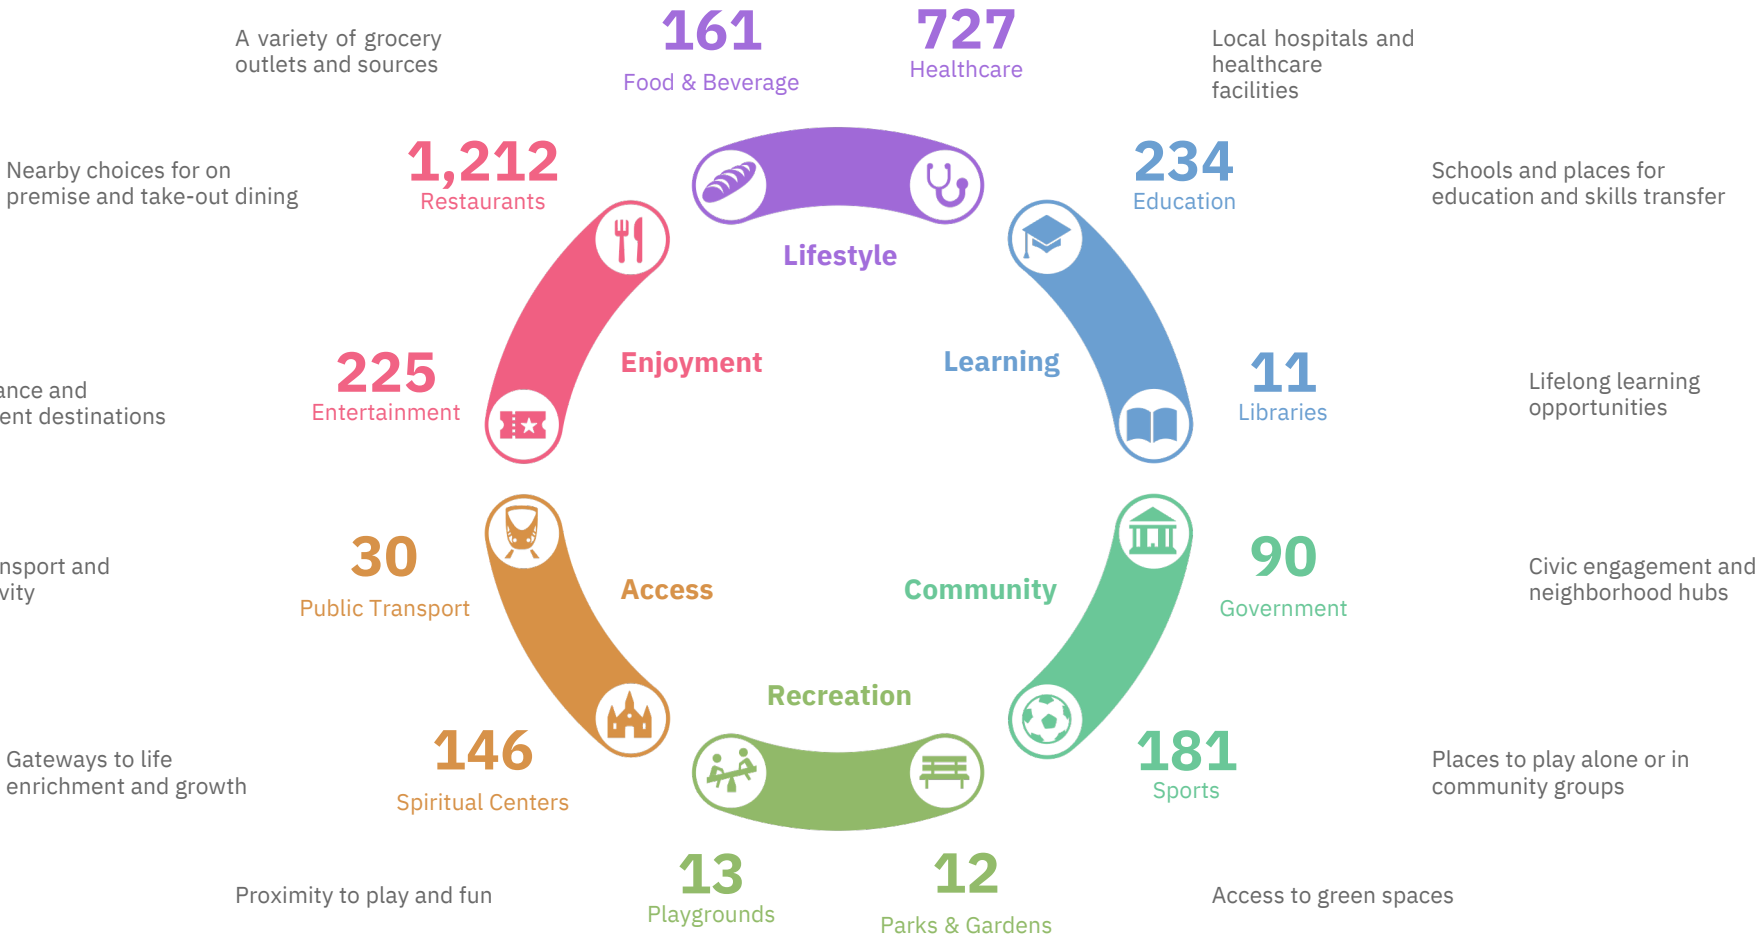 A variety of grocery
outlets and sources
161
Food & Beverage
727
Healthcare
Local hospitals and
healthcare
facilities
Nearby choices for on
premise and take-out dining
1,212
Restaurants
234
Education
Schools and places for
education and skills transfer
Lifestyle
Enjoyment
Learning
and
destinations
225
Entertainment
11
Libraries
Lifelong learning
opportunities
and
30
Public Transport
Access
Community
90
Government
Civic engagement and
neighborhood hubs
Recreation
Gateways to life
enrichment and growth
146
Spiritual Centers
181
Sports
Places to play alone or in
community groups
Proximity to play and fun
13
Playgrounds
12
Parks & Gardens
Access to green spaces